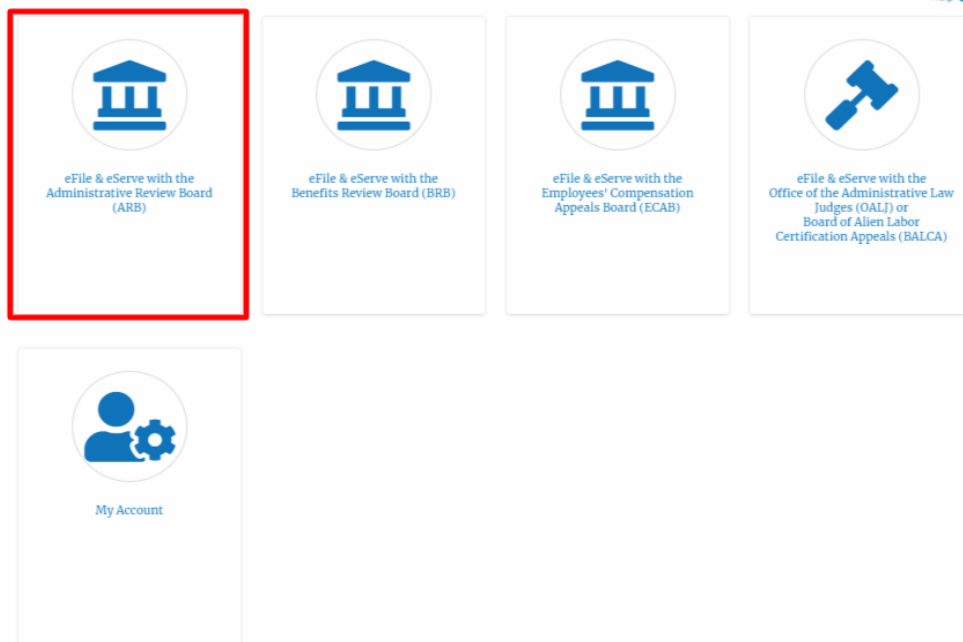 eFile & eServe with the
Administrative Review Board
(ARB)
eFile & eServe with the
Benefits Review Board (BRB)
eFile & eServe with the
Employees' Compensation
Appeals Board (ECAB)
eFile & eServe with the
Office of the Administrative Law
Judges (OALJ) or
Board of Alien Labor
Certification Appeals (BALCA)
My Account